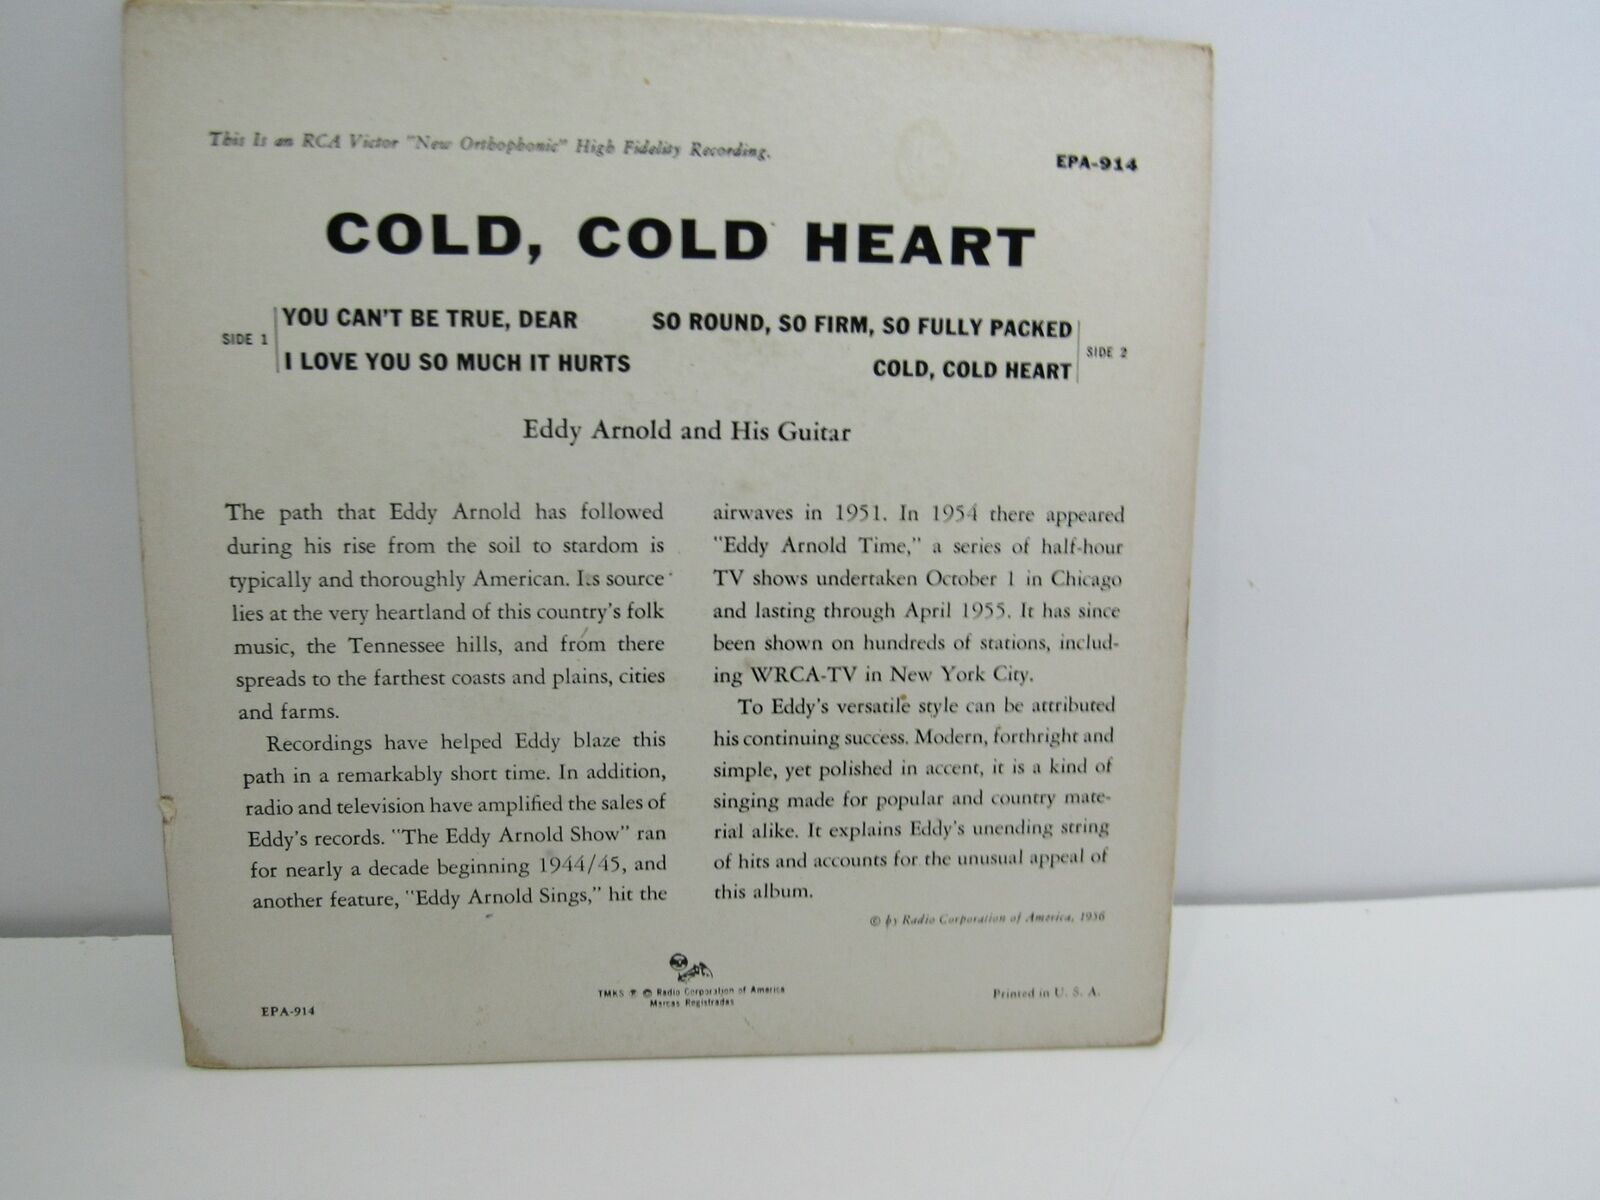 This Is an RCA Victor "New Orthophonic" High Fidelity Recording.
EPA-914
COLD, COLD HEART
SIDE 1
YOU CAN'T BE TRUE, DEAR
I LOVE YOU SO MUCH IT HURTS
SO ROUND, SO FIRM, SO FULLY PACKED
COLD, COLD HEART
SIDE 2
Eddy Arnold and His Guitar
The path that Eddy Arnold has followed
during his rise from the soil to stardom is
typically and thoroughly American. Its source
lies at the very heartland of this country's folk
music, the Tennessee hills, and from there
spreads to the farthest coasts and plains, cities
and farms.
Recordings have helped Eddy blaze this
path in a remarkably short time. In addition,
radio and television have amplified the sales of
Eddy's records. "The Eddy Arnold Show" ran
for nearly a decade beginning 1944/45, and
another feature, "Eddy Arnold Sings," hit the
airwaves in 1951. In 1954 there appeared
"Eddy Arnold Time," a series of half-hour
TV shows undertaken October 1 in Chicago
and lasting through April 1955. It has since
been shown on hundreds of stations, includ-
ing WRCA-TV in New York City.
To Eddy's versatile style can be attributed
his continuing success. Modern, forthright and
simple, yet polished in accent, it is a kind of
singing made for popular and country mate-
rial alike. It explains Eddy's unending string
of hits and accounts for the unusual appeal of
this album.
© by Radio Corporation of America, 1956
TMKS ® © Radio Corporation of America
Marcas Registradas
Printed in U. S. A.
EPA-914